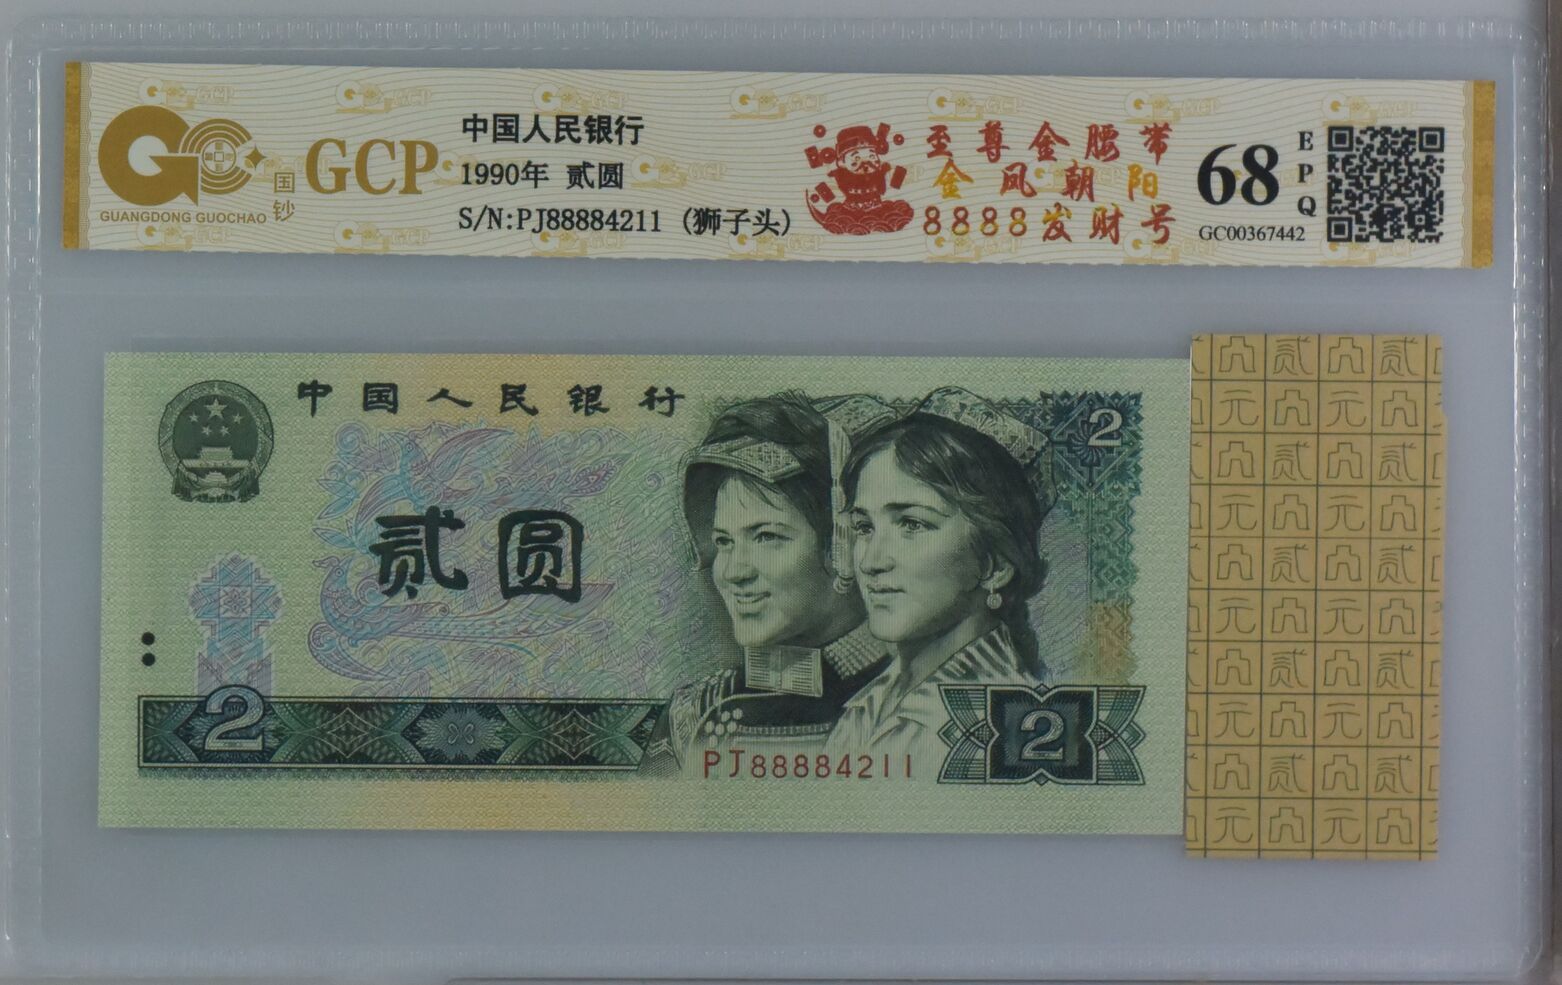 GCP
国钞
GUANGDONG GUOCHAO
中国人民银行
1990年 贰圆
S/N:PJ88884211 (狮子头)
至尊金腰带
金凤朝阳
8888发财号
68
EPQ
GC00367442
中国人民银行
贰圆
2
2
2
PJ88884211